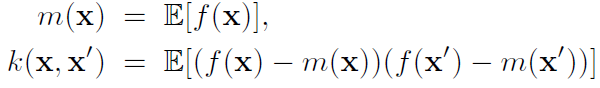 m(𝐱) = 𝔼[f(𝐱)],
k(𝐱, 𝐱′) = 𝔼[(f(𝐱) − m(𝐱))(f(𝐱′) − m(𝐱′))]